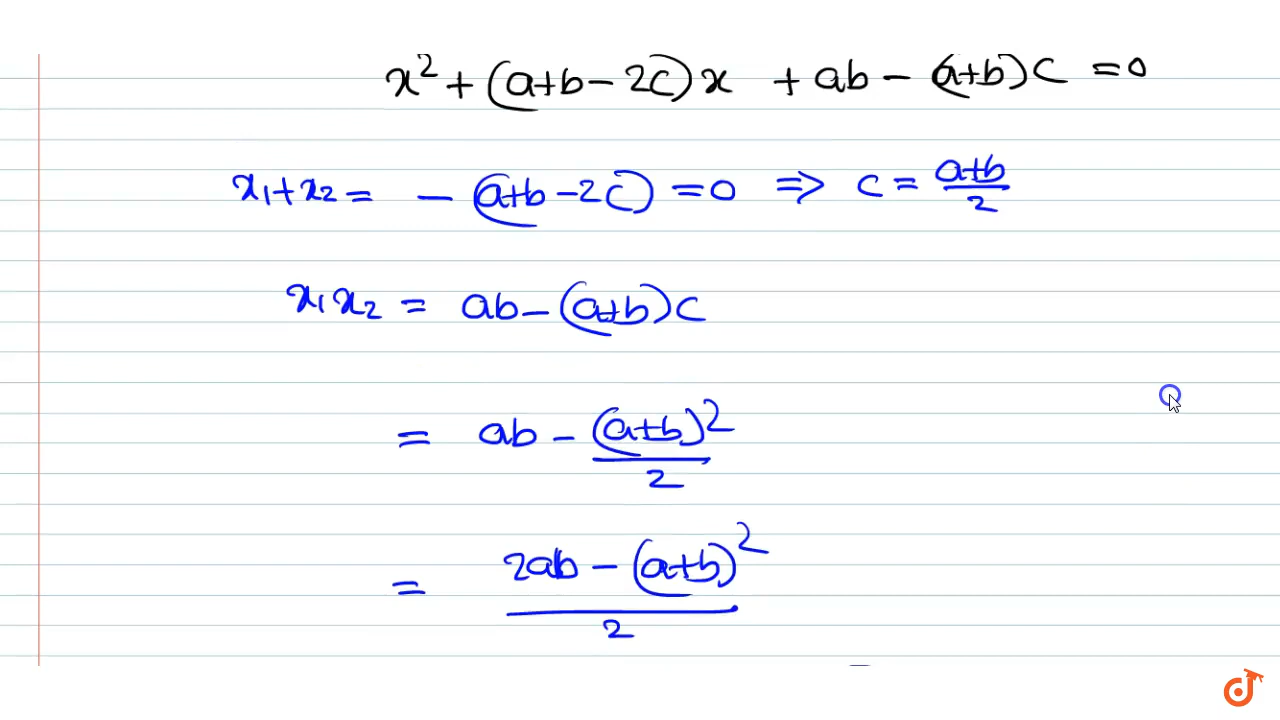 x² + (a+b-2c)x + ab - (a+b)c = 0
x₁+x₂ = - (a+b-2c) = 0 ⇒ c = (a+b)/2
x₁x₂ = ab - (a+b)c
= ab - (a+b)²/2
= (2ab - (a+b)²)/2